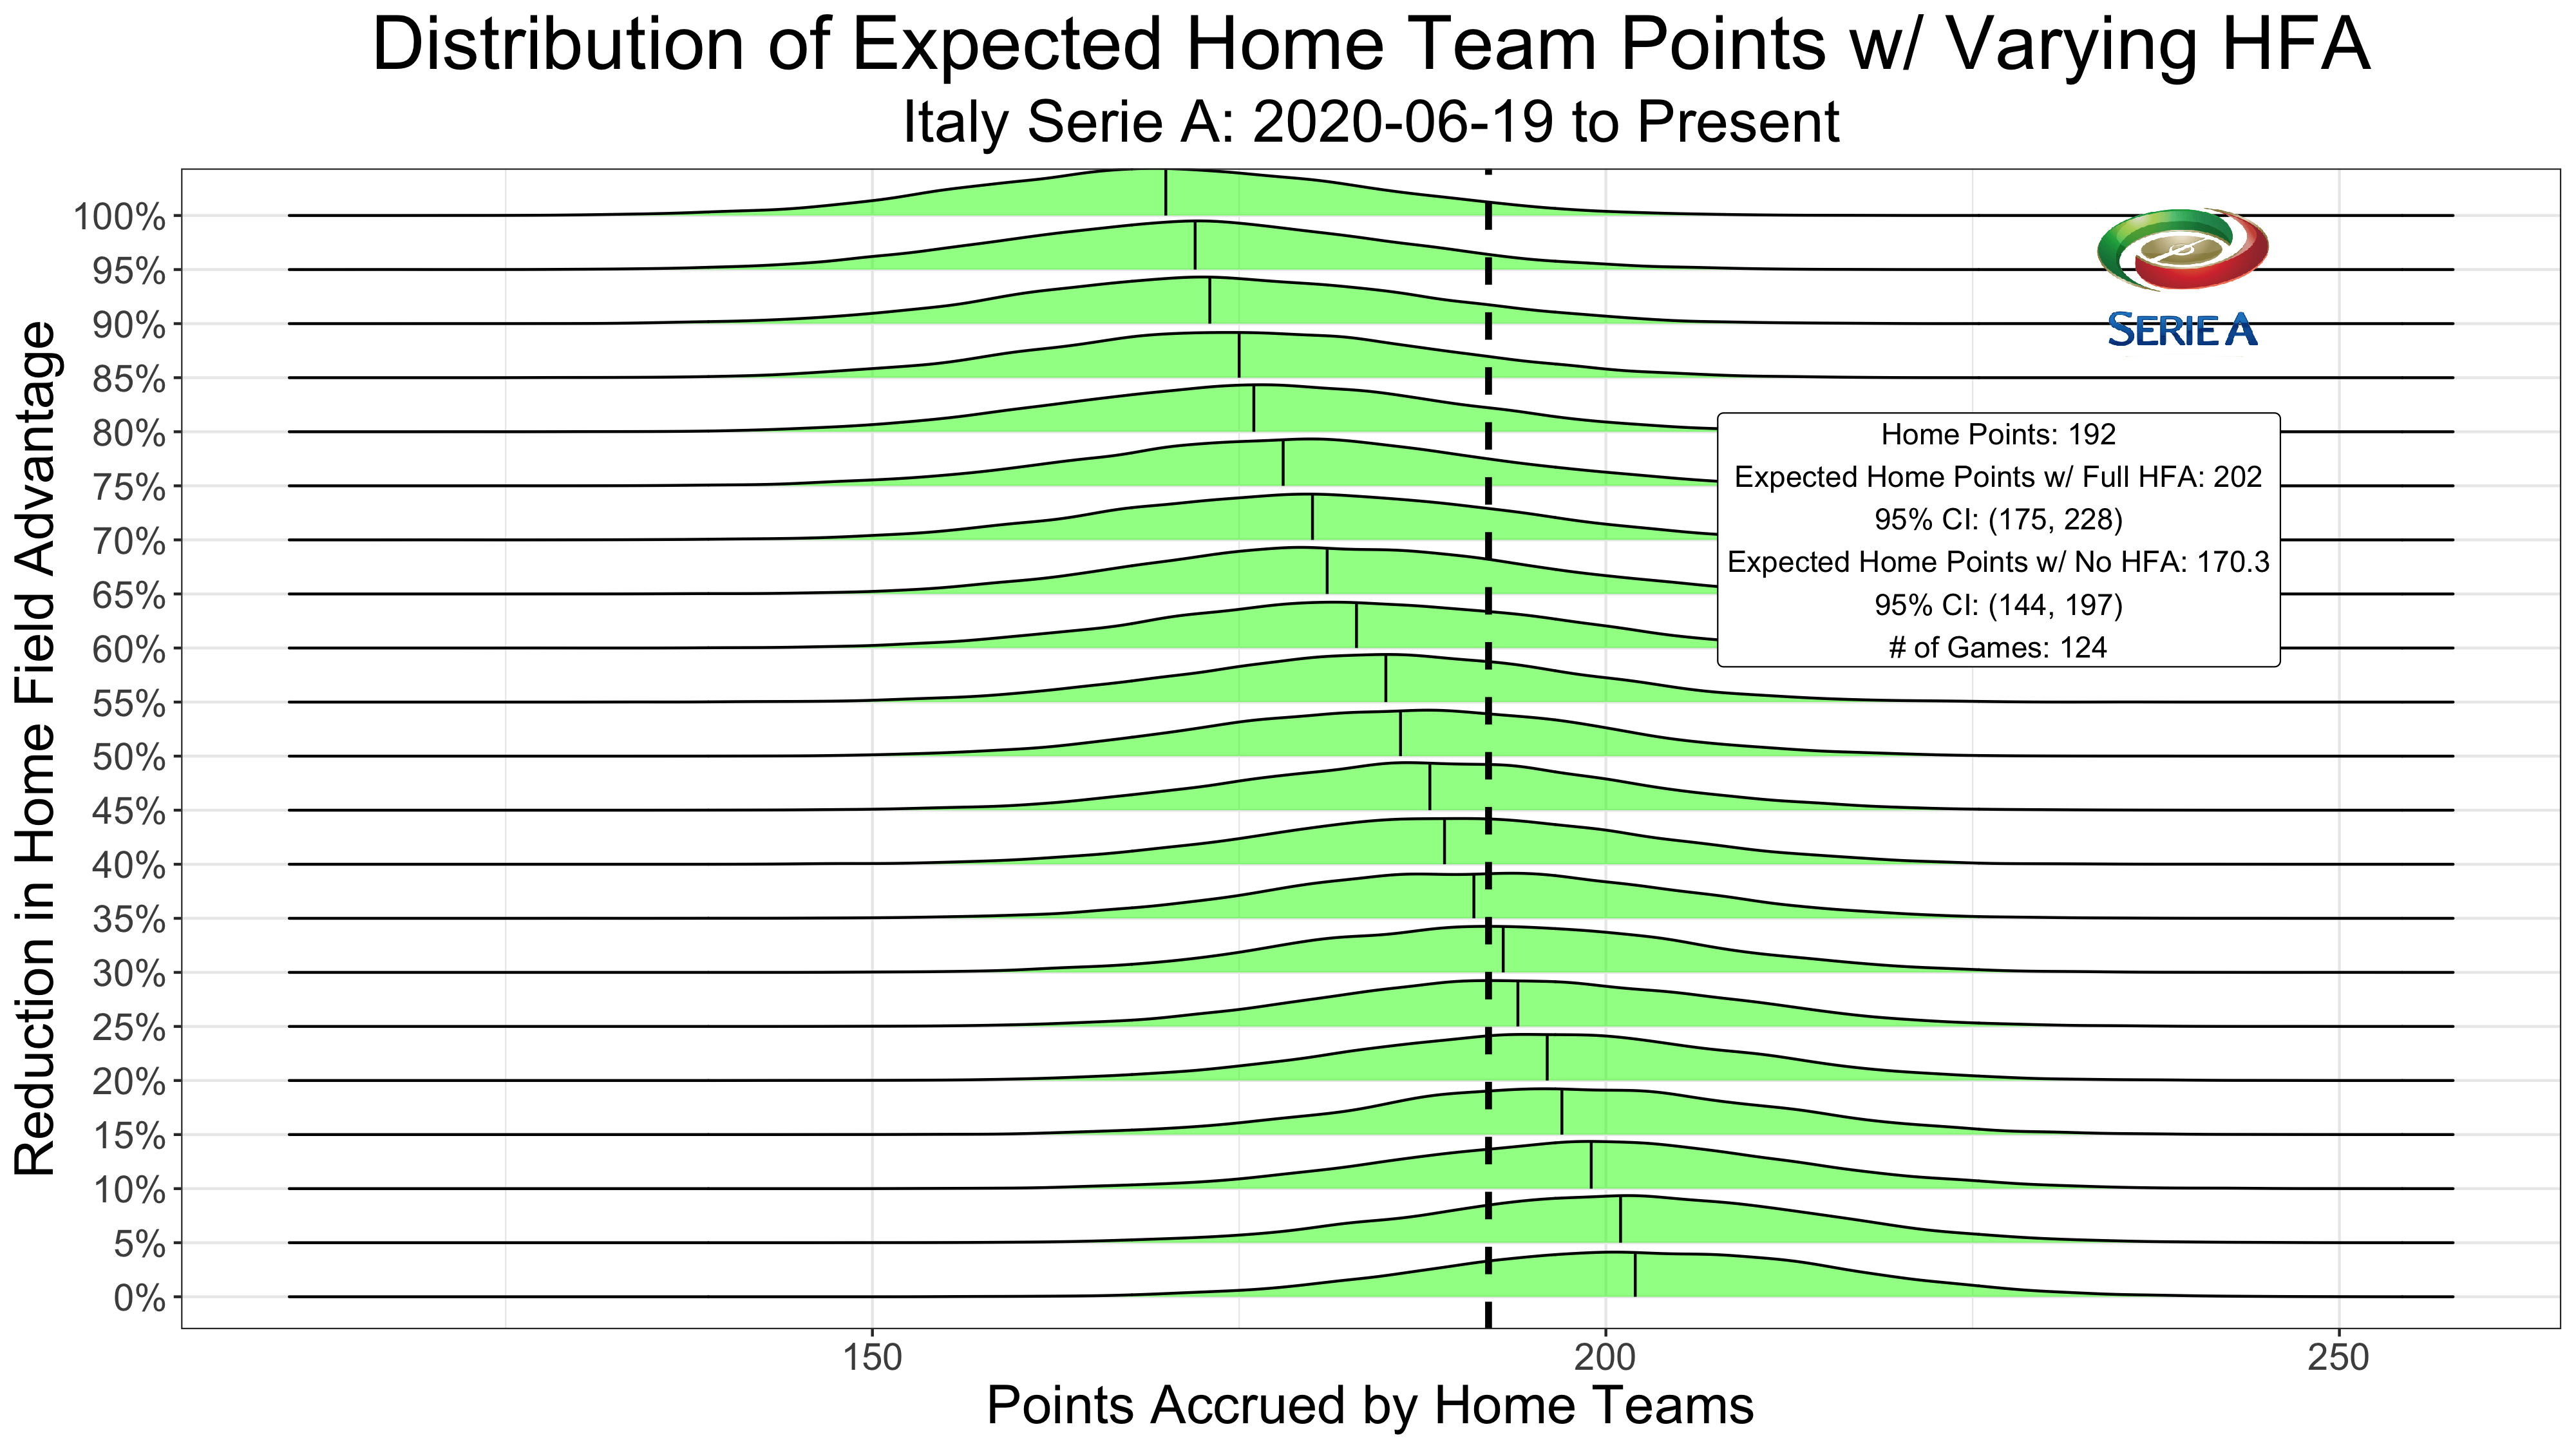 Distribution of Expected Home Team Points w/ Varying HFA
Italy Serie A: 2020-06-19 to Present
Reduction in Home Field Advantage
100%
95%
90%
85%
80%
75%
70%
65%
60%
55%
50%
45%
40%
35%
30%
25%
20%
15%
10%
5%
0%
SERIE A
Home Points: 192
Expected Home Points w/ Full HFA: 202
95% CI: (175, 228)
Expected Home Points w/ No HFA: 170.3
95% CI: (144, 197)
# of Games: 124
150
200
250
Points Accrued by Home Teams